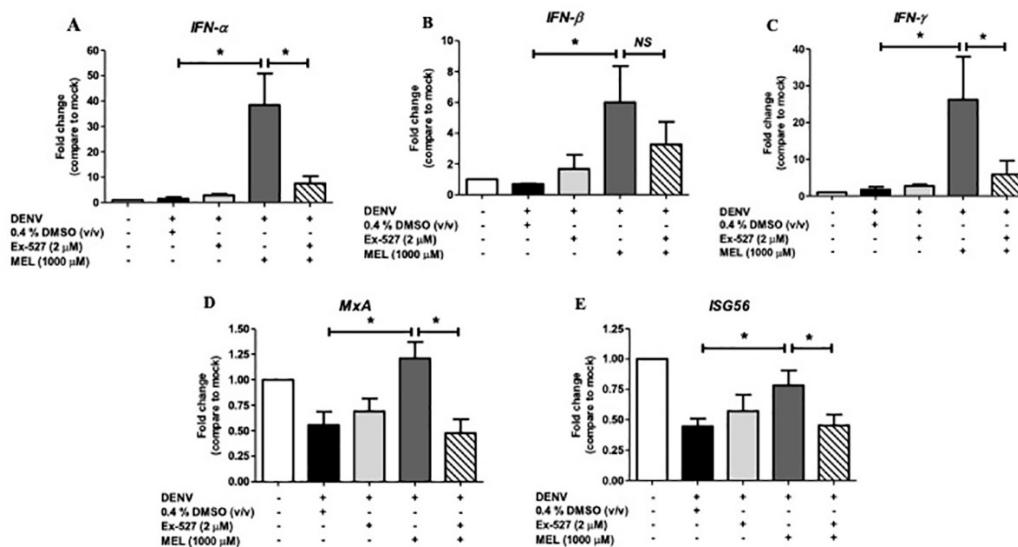 A
IFN-α
Fold change
(compare to mock)
60
50
40
30
20
10
0
*
*
DENV - + + + +
0.4 % DMSO (v/v) - + - - -
Ex-527 (2 μM) - - + - +
MEL (1000 μM) - - - + +
B
IFN-β
Fold change
(compare to mock)
10
8
6
4
2
0
*
NS
DENV - + + + +
0.4 % DMSO (v/v) - + - - -
Ex-527 (2 μM) - - + - +
MEL (1000 μM) - - - + +
C
IFN-γ
Fold change
(compare to mock)
40
30
20
10
0
*
*
DENV - + + + +
0.4 % DMSO (v/v) - + - - -
Ex-527 (2 μM) - - + - +
MEL (1000 μM) - - - + +
D
MxA
Fold change
(compare to mock)
1.50
1.25
1.00
0.75
0.50
0.25
0.00
*
*
DENV - + + + +
0.4 % DMSO (v/v) - + - - -
Ex-527 (2 μM) - - + - +
MEL (1000 μM) - - - + +
E
ISG56
Fold change
(compare to mock)
1.25
1.00
0.75
0.50
0.25
0.00
*
*
DENV - + + + +
0.4 % DMSO (v/v) - + - - -
Ex-527 (2 μM) - - + - +
MEL (1000 μM) - - - + +